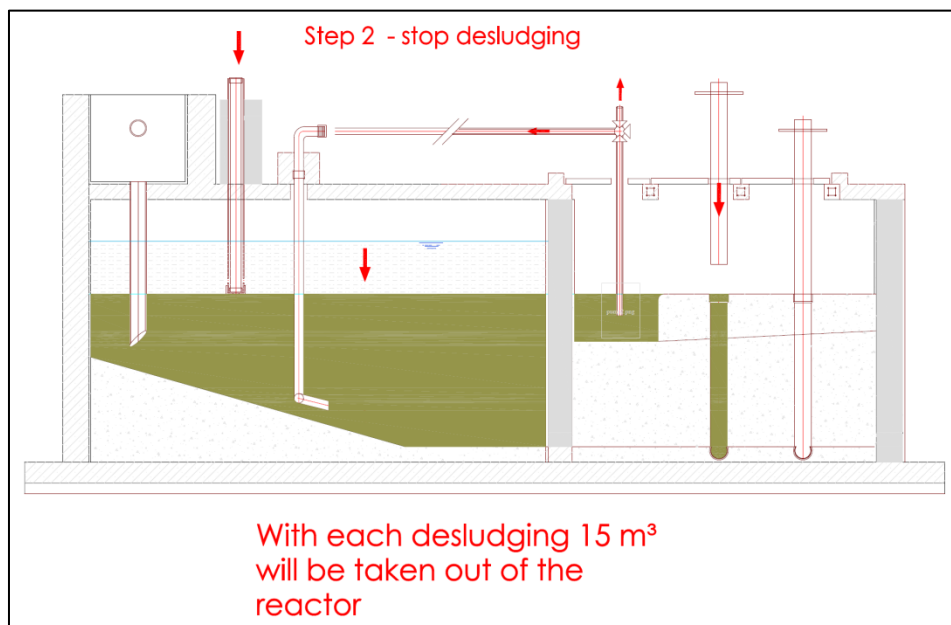 Step 2 - stop desludging
With each desludging 15 m³
will be taken out of the
reactor